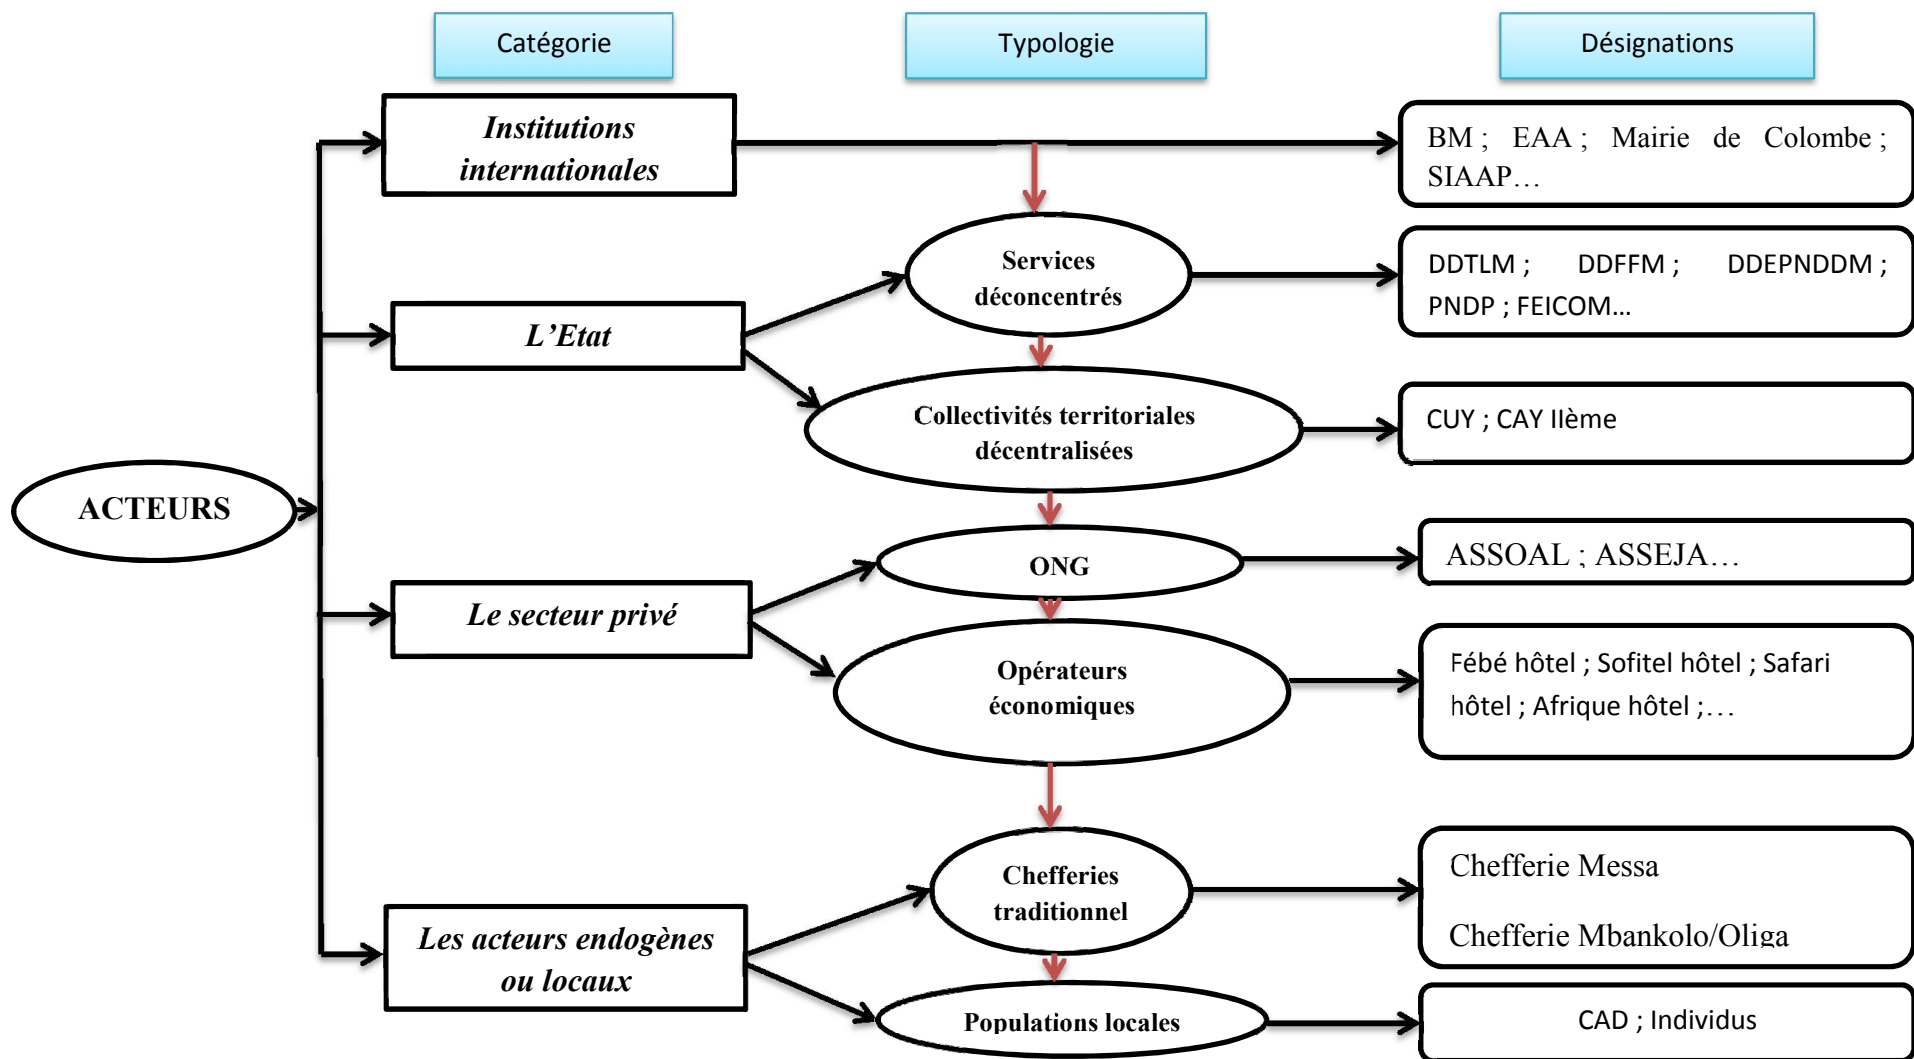 Catégorie
Typologie
Désignations
Institutions
internationales
BM ; EAA ; Mairie de Colombe ;
SIAAP…
Services
déconcentrés
DDTLM ; DDFFM ; DDEPNDDM ;
PNDP ; FEICOM…
L’Etat
Collectivités territoriales
décentralisées
CUY ; CAY IIème
ACTEURS
ONG
ASSOAL ; ASSEJA…
Le secteur privé
Opérateurs
économiques
Fébé hôtel ; Sofitel hôtel ; Safari
hôtel ; Afrique hôtel ;…
Chefferies
traditionnel
Chefferie Messa
Chefferie Mbankolo/Oliga
Les acteurs endogènes
ou locaux
Populations locales
CAD ; Individus